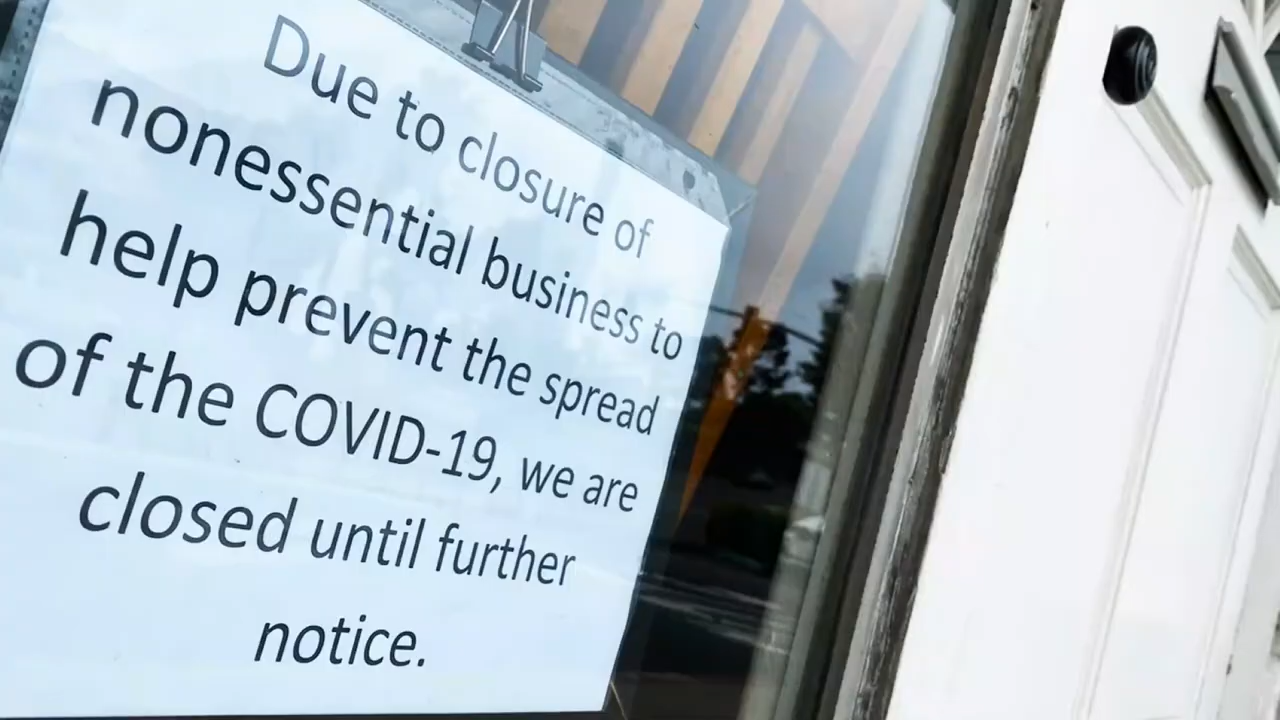 Due to closure of
nonessential business to
help prevent the spread
of the COVID-19, we are
closed until further
notice.